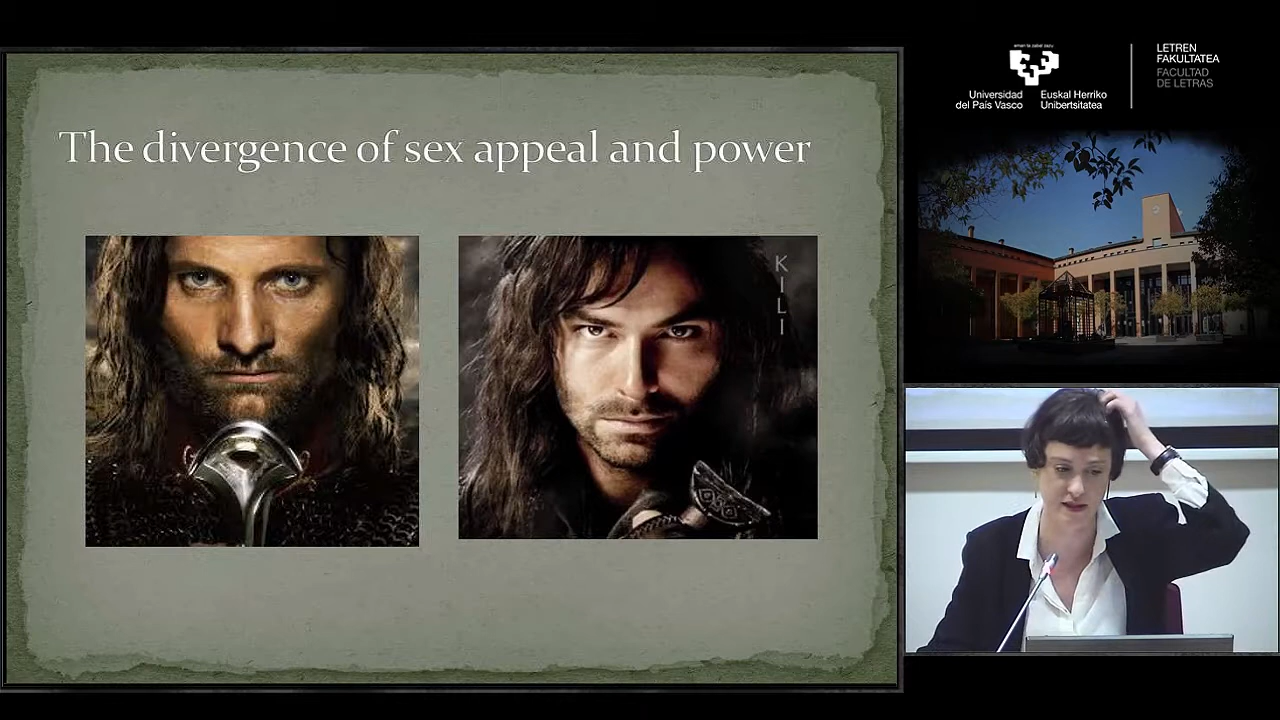 The divergence of sex appeal and power
K
I
L
I
Universidad
del País Vasco
Euskal Herriko
Unibertsitatea
LETREN
FAKULTATEA
FACULTAD
DE LETRAS